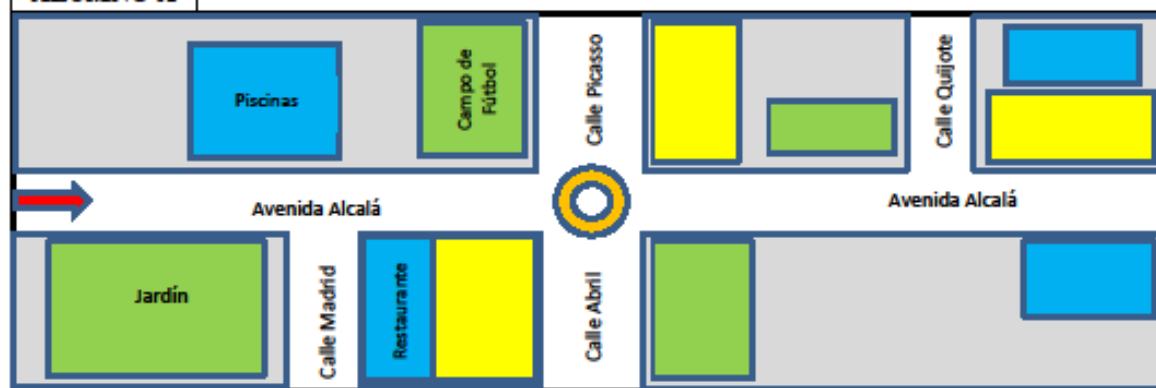 Piscinas
Campo de
Fútbol
Calle Picasso
Calle Quijote
Avenida Alcalá
Avenida Alcalá
Jardín
Calle Madrid
Restaurante
Calle Abril